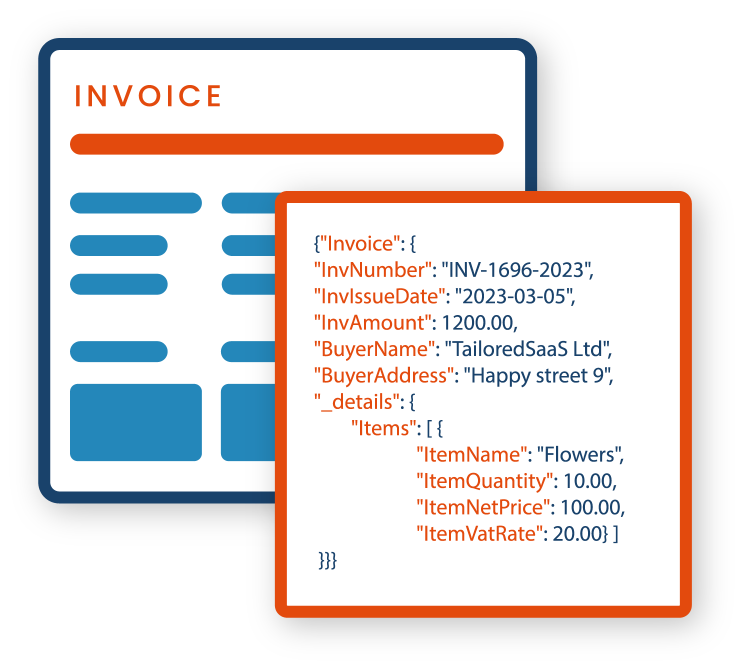 INVOICE
{"Invoice": {
"InvNumber": "INV-1696-2023",
"InvIssueDate": "2023-03-05",
"InvAmount": 1200.00,
"BuyerName": "TailoredSaaS Ltd",
"BuyerAddress": "Happy street 9",
"_details": {
"Items": [ {
"ItemName": "Flowers",
"ItemQuantity": 10.00,
"ItemNetPrice": 100.00,
"ItemVatRate": 20.00} ]
}}}